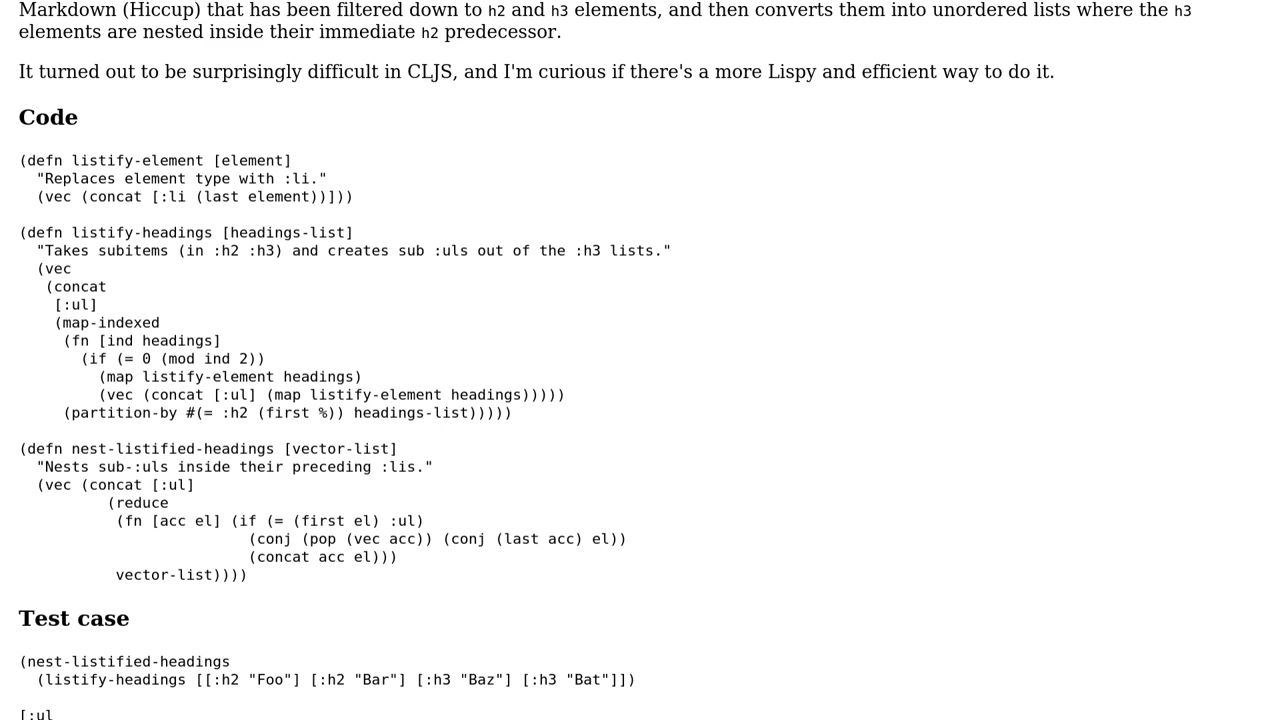 Markdown (Hiccup) that has been filtered down to h2 and h3 elements, and then converts them into unordered lists where the h3
elements are nested inside their immediate h2 predecessor.
It turned out to be surprisingly difficult in CLJS, and I'm curious if there's a more Lispy and efficient way to do it.
Code
(defn listify-element [element]
  "Replaces element type with :li."
  (vec (concat [:li (last element))]))
(defn listify-headings [headings-list]
  "Takes subitems (in :h2 :h3) and creates sub :uls out of the :h3 lists."
  (vec
   (concat
    [:ul]
    (map-indexed
     (fn [ind headings]
       (if (= 0 (mod ind 2))
         (map listify-element headings)
         (vec (concat [:ul] (map listify-element headings)))))
     (partition-by #(= :h2 (first %)) headings-list)))))
(defn nest-listified-headings [vector-list]
  "Nests sub-:uls inside their preceding :lis."
  (vec (concat [:ul]
          (reduce
           (fn [acc el] (if (= (first el) :ul)
                          (conj (pop (vec acc)) (conj (last acc) el))
                          (concat acc el)))
           vector-list))))
Test case
(nest-listified-headings
  (listify-headings [[:h2 "Foo"] [:h2 "Bar"] [:h3 "Baz"] [:h3 "Bat"]])
[:ul